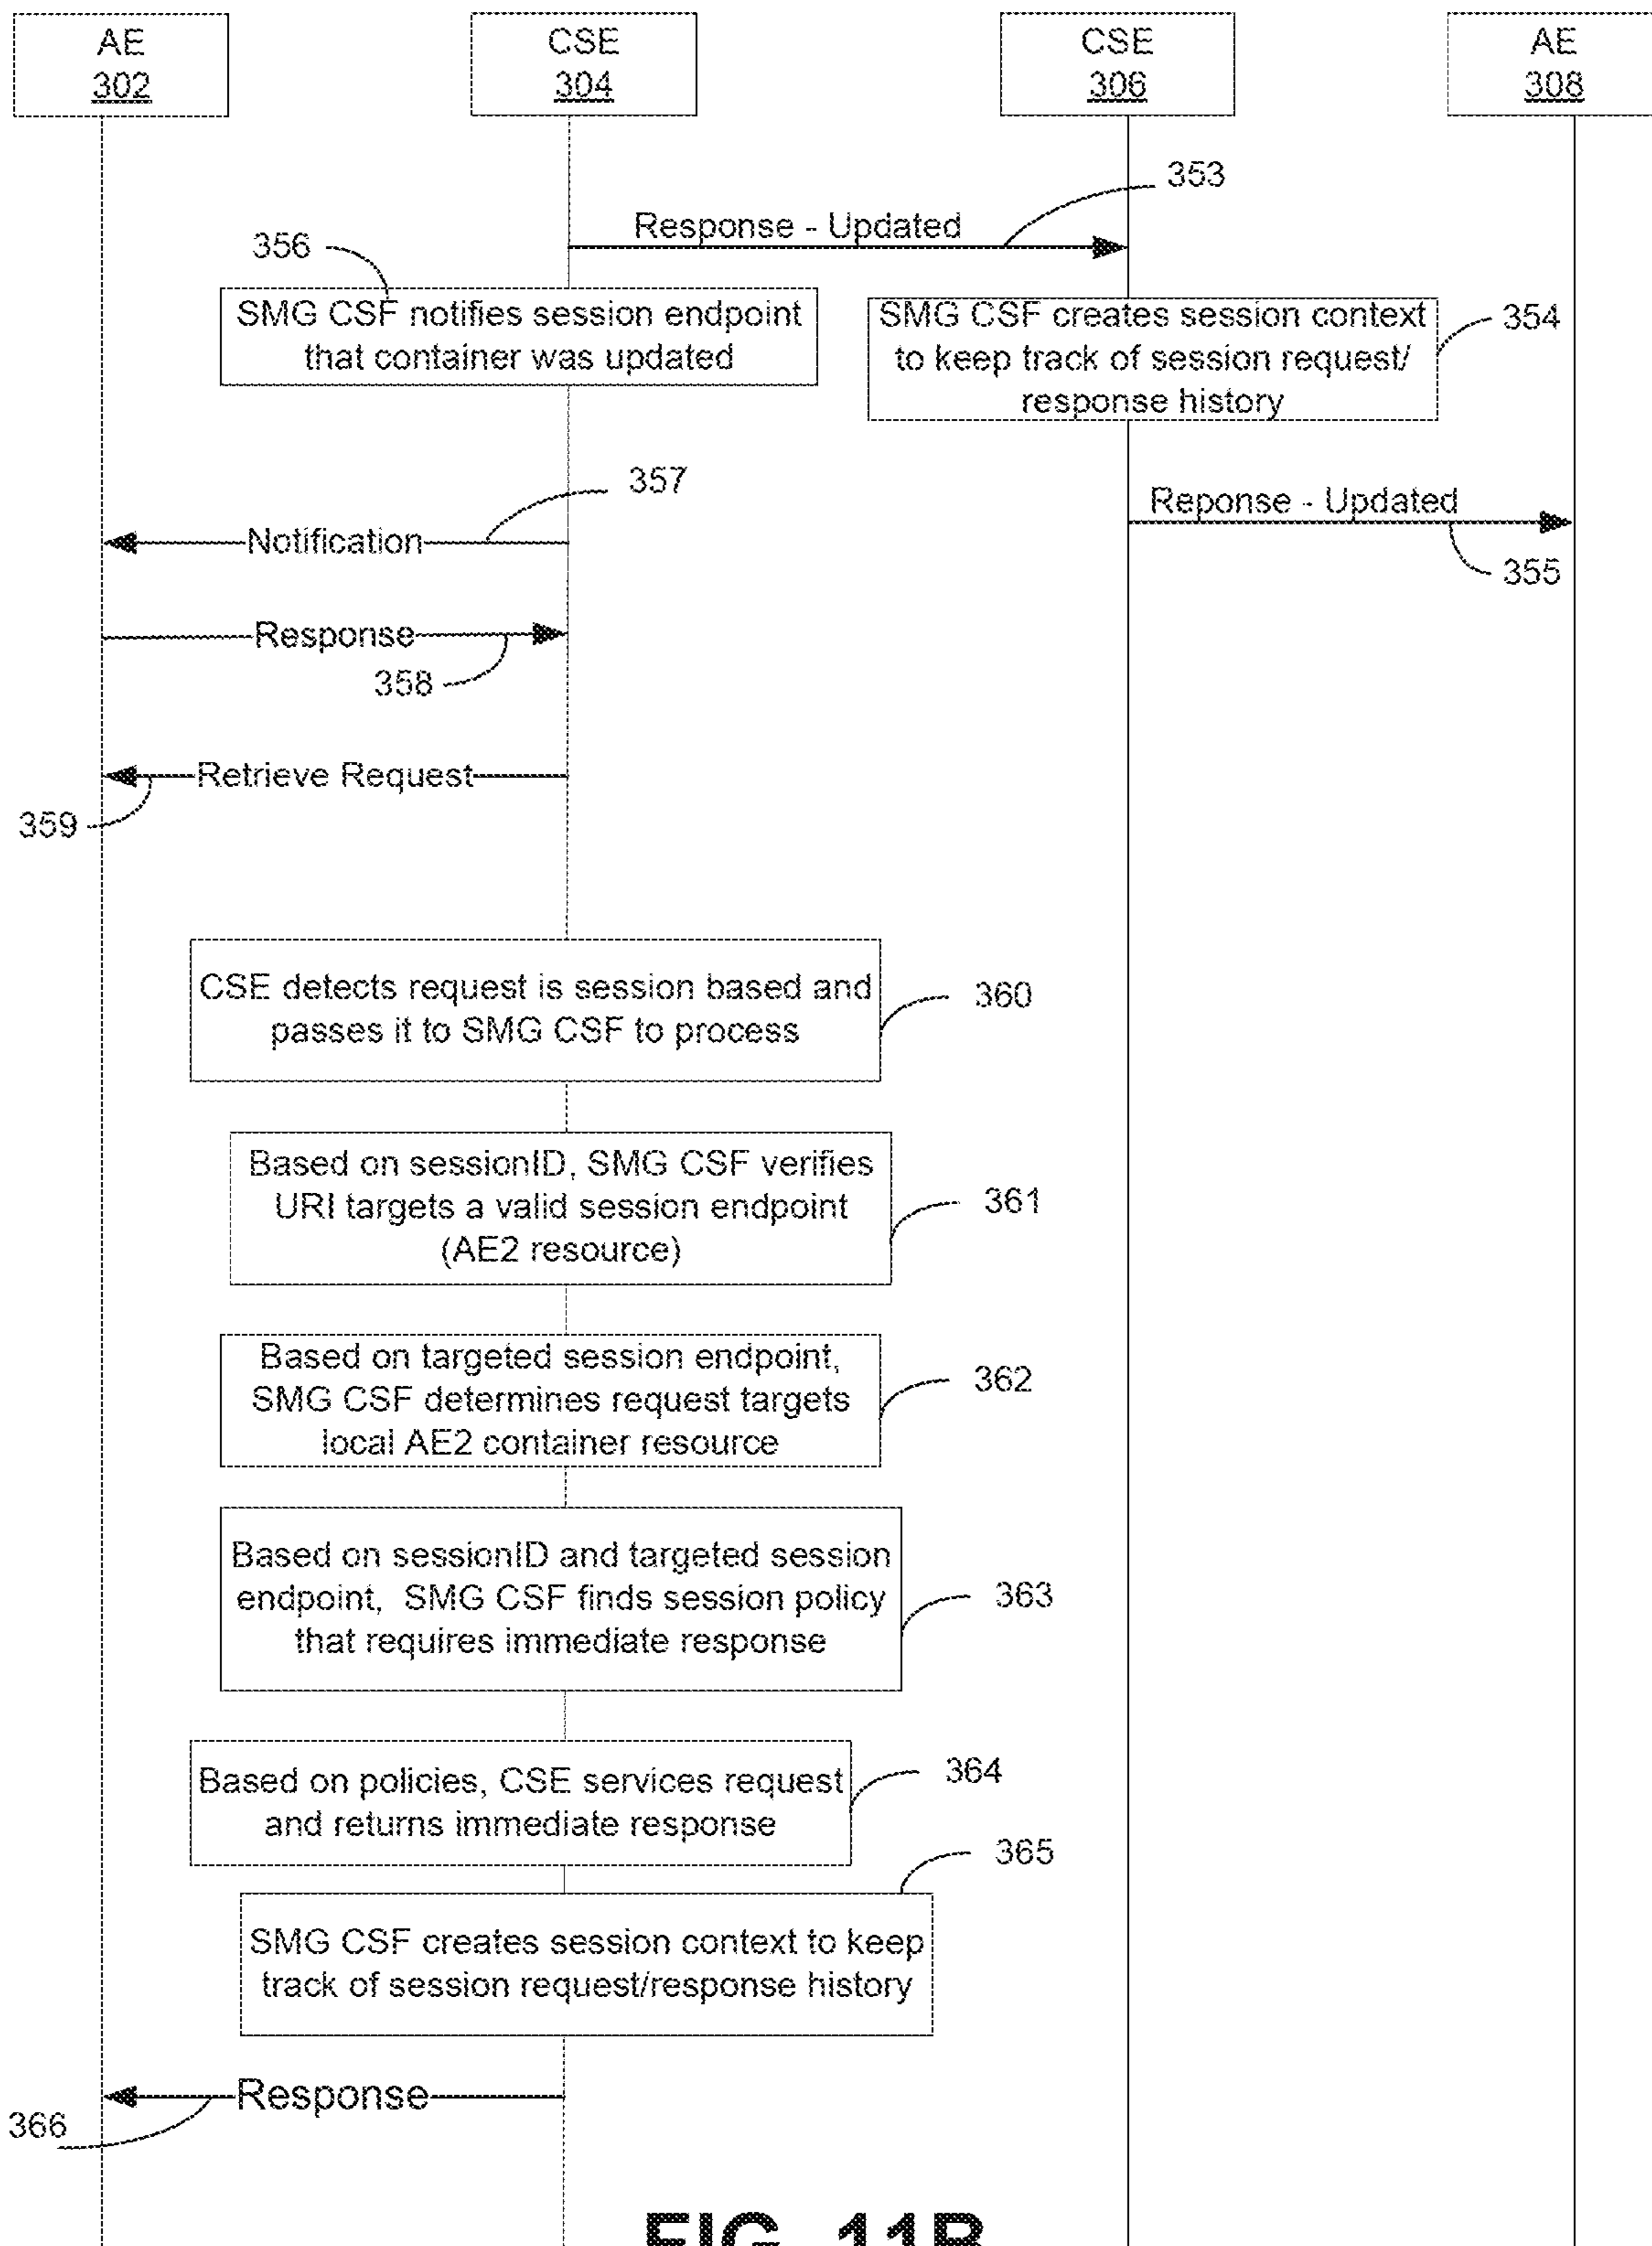 AE
302
CSE
304
CSE
306
AE
308
353
Response - Updated
356
SMG CSF notifies session endpoint
that container was updated
SMG CSF creates session context
to keep track of session request/
response history
354
357
Reponse - Updated
Notification
355
Response
358
Retrieve Request
359
CSE detects request is session based and
passes it to SMG CSF to process
360
Based on sessionID, SMG CSF verifies
URI targets a valid session endpoint
(AE2 resource)
361
Based on targeted session endpoint,
SMG CSF determines request targets
local AE2 container resource
362
Based on sessionID and targeted session
endpoint, SMG CSF finds session policy
that requires immediate response
363
Based on policies, CSE services request
and returns immediate response
364
365
SMG CSF creates session context to keep
track of session request/response history
Response
366
FIG. 11B